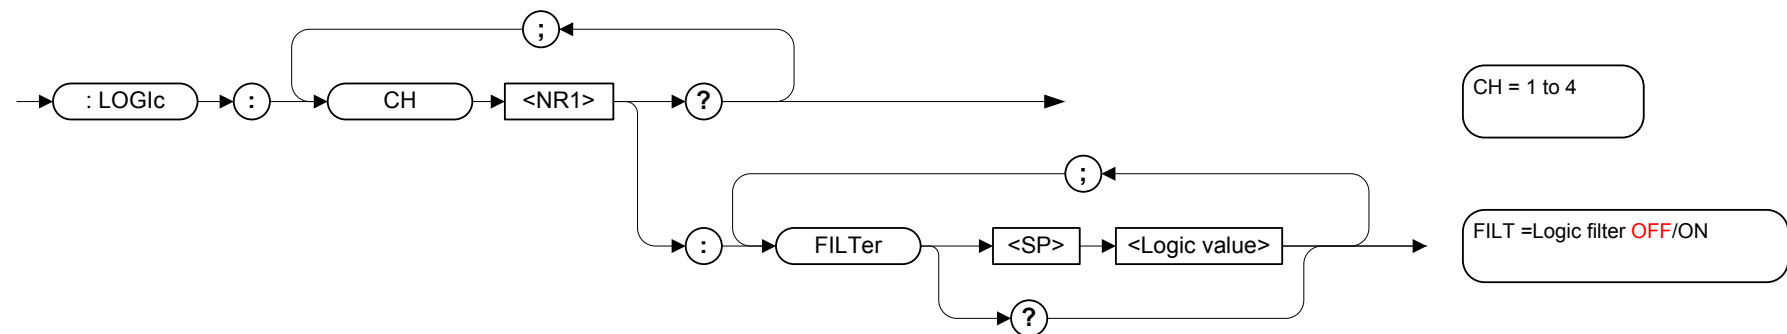 ;
: LOGIc : CH <NR1> ?
CH = 1 to 4
;
: FILTer <SP> <Logic value>
FILT =Logic filter OFF/ON
?